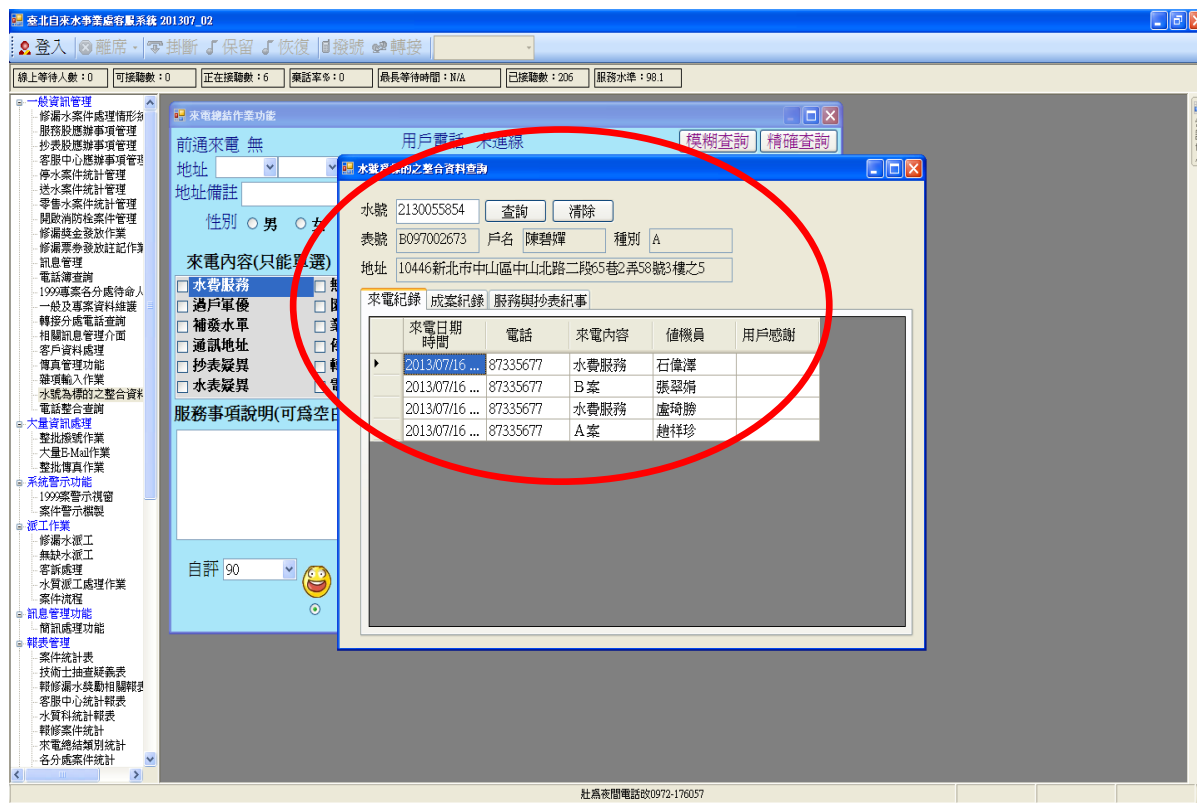 臺北自來水事業處客服系統 201307_02
登入 離席 掛斷 保留 恢復 撥號 轉接
線上等待人數：0 可接聽數：0 正在接聽數：6 棄話率%：0 最長等待時間：N/A 已接聽數：206 服務水準：98.1
一般資訊管理
修漏水案件處理情形
服務股應辦事項管理
抄表股應辦事項管理
客服中心應辦事項管理
停水案件統計管理
送水案件統計管理
零售水案件統計管理
開啟消防栓案件管理
修漏獎金發放作業
修漏票券發放註記作業
訊息管理
電話簿查詢
1999專案各分處待命人
一般及專案資料維護
轉接分處電話查詢
相關訊息管理介面
客戶資料處理
傳真管理功能
雜項輸入作業
水號為標的之整合資料
電話整合查詢
大量資訊處理
整批撥號作業
大量E-Mail作業
整批傳真作業
系統警示功能
1999案警示視窗
案件警示機製
派工作業
修漏水派工
無缺水派工
客訴處理
水質派工處理作業
案件流程
訊息管理功能
簡訊處理功能
報表管理
案件統計表
技術士抽查疑義表
報修漏水獎勵相關報表
客服中心統計報表
水質科統計報表
報修案件統計
來電總結類別統計
各分處案件統計
來電總結作業功能
前通來電 無 用戶電話 未進線 模糊查詢 精確查詢
地址
地址備註
性別 男 女
來電內容(只能單選)
水費服務
過戶軍優
補發水單
通訊地址
抄表疑異
水表疑異
服務事項說明(可為空白
自評 90
水號為標的之整合資料查詢
水號 2130055854 查詢 清除
表號 B097002673 戶名 陳碧嬋 種別 A
地址 10446新北市中山區中山北路二段65巷2弄58號3樓之5
來電紀錄 成案紀錄 服務與抄表紀事
來電日期時間 電話 來電內容 值機員 用戶感謝
2013/07/16 ... 87335677 水費服務 石偉澤
2013/07/16 ... 87335677 B案 張翠娟
2013/07/16 ... 87335677 水費服務 盧琦勝
2013/07/16 ... 87335677 A案 趙祥珍
壯為夜間電話改0972-176057